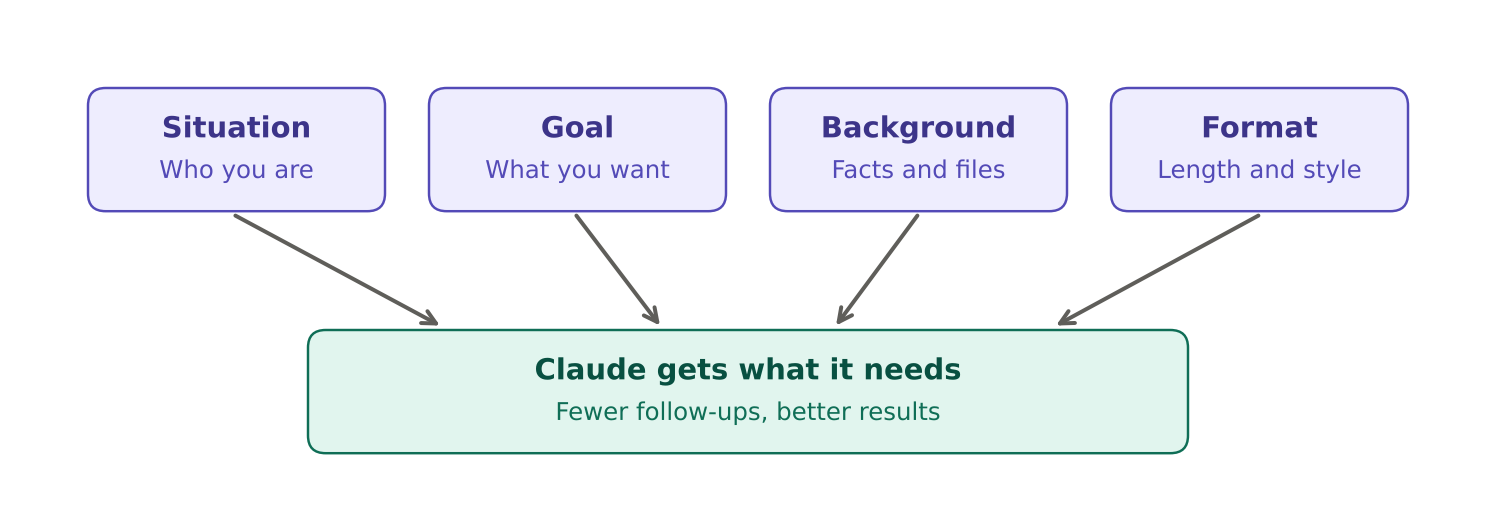 Situation
Who you are
Goal
What you want
Background
Facts and files
Format
Length and style
Claude gets what it needs
Fewer follow-ups, better results